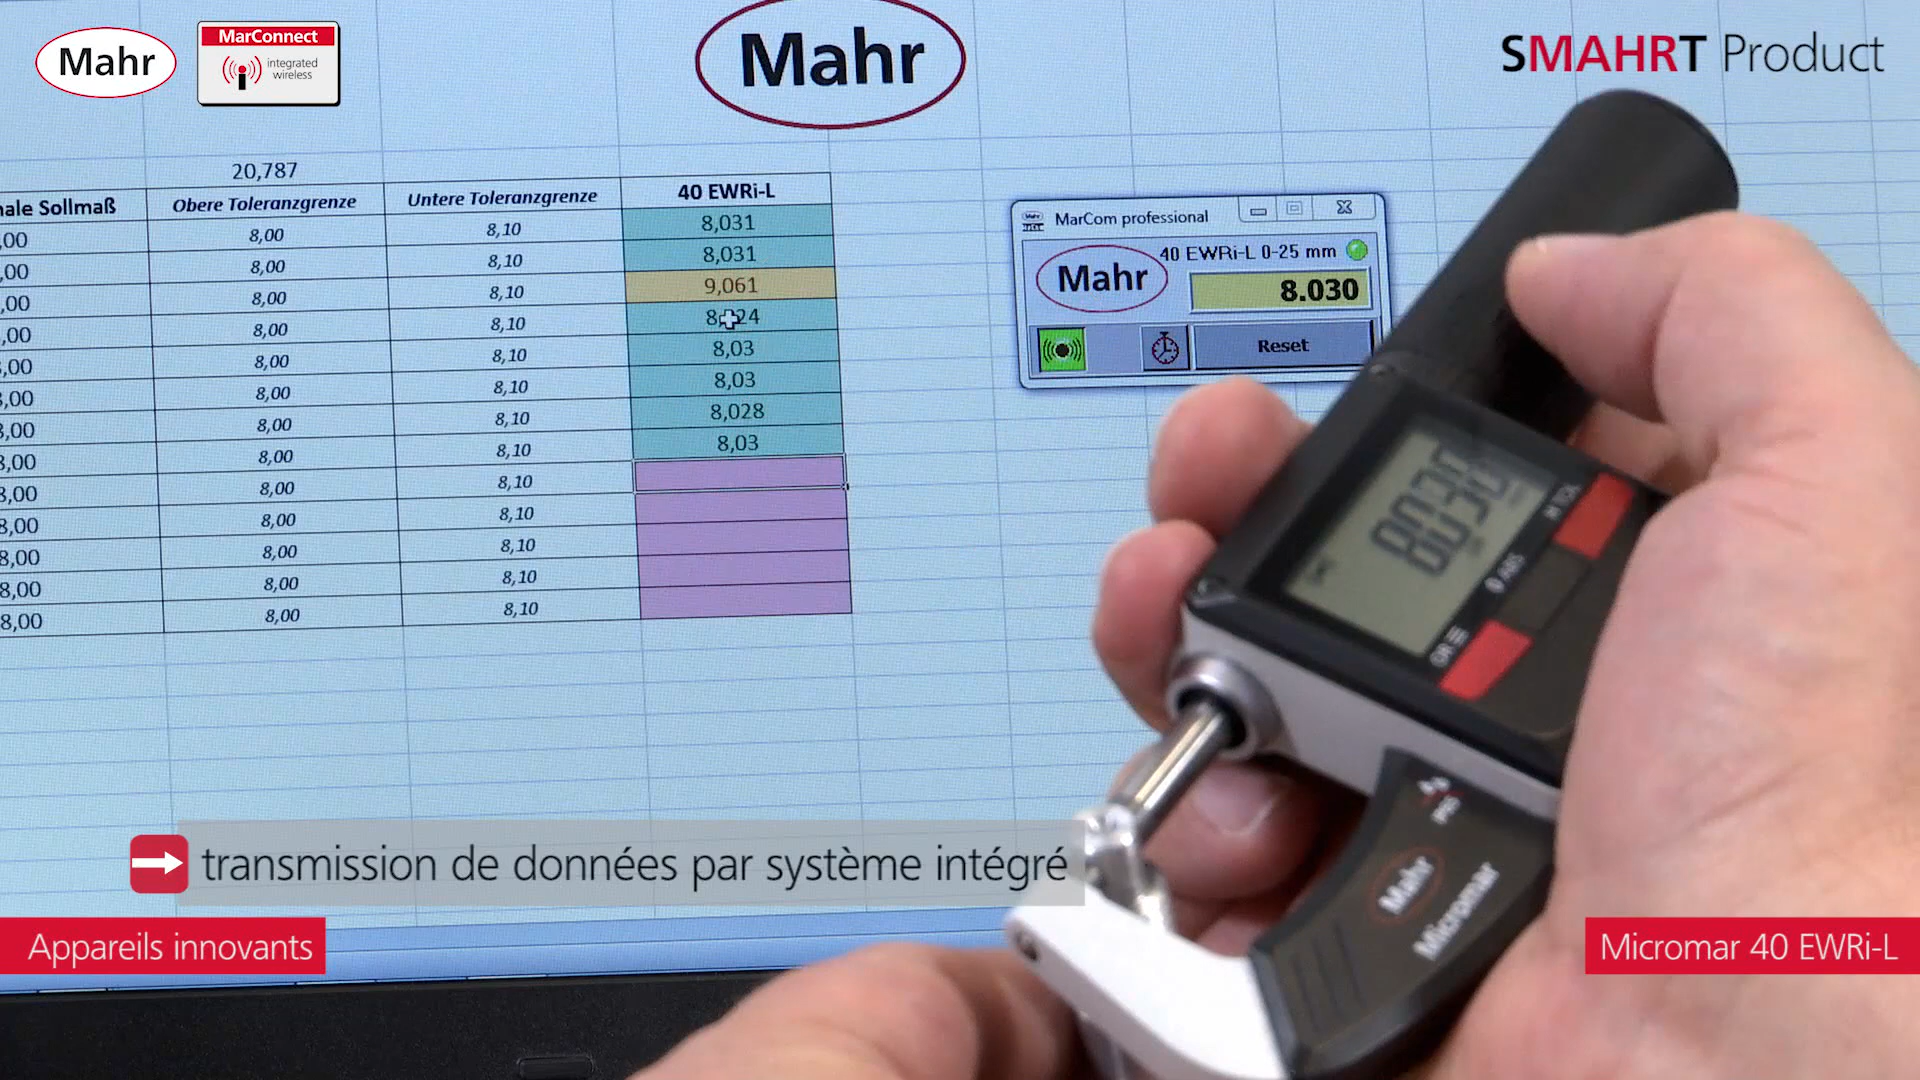 Mahr
MarConnect
integrated
wireless
Mahr
SMAHRT Product
20,787
nale Sollmaß Obere Toleranzgrenze Untere Toleranzgrenze 40 EWRi-L
,00 8,00 8,10 8,031
,00 8,00 8,10 8,031
,00 8,00 8,10 9,061
,00 8,00 8,10
,00 8,00 8,10 8,03
,00 8,00 8,10 8,03
8,00 8,00 8,10 8,028
8,00 8,00 8,10 8,03
8,00 8,00 8,10
8,00 8,00 8,10
8,00 8,00 8,10
8,00 8,00 8,10
8,00 8,00 8,10
MarCom professional
Mahr
40 EWRi-L 0-25 mm
8.030
Reset
0 ABS
Mahr
Micromar
transmission de données par système intégré
Appareils innovants
Micromar 40 EWRi-L